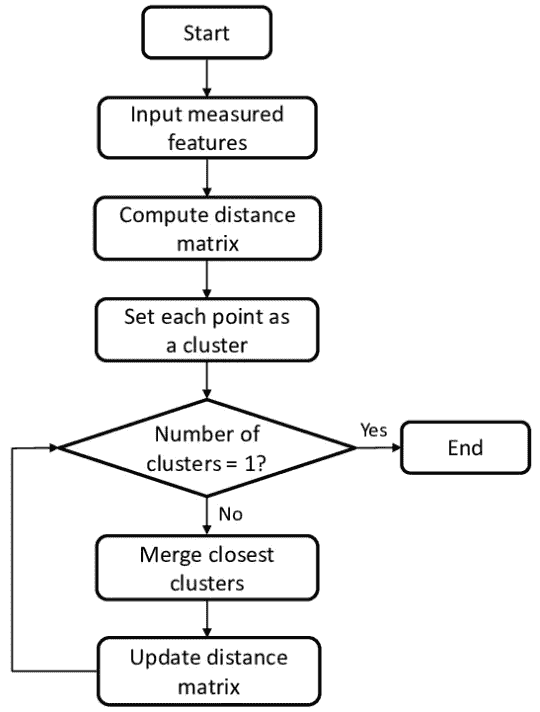 Start
Input measured
features
Compute distance
matrix
Set each point as
a cluster
Number of
clusters = 1?
Yes
End
No
Merge closest
clusters
Update distance
matrix